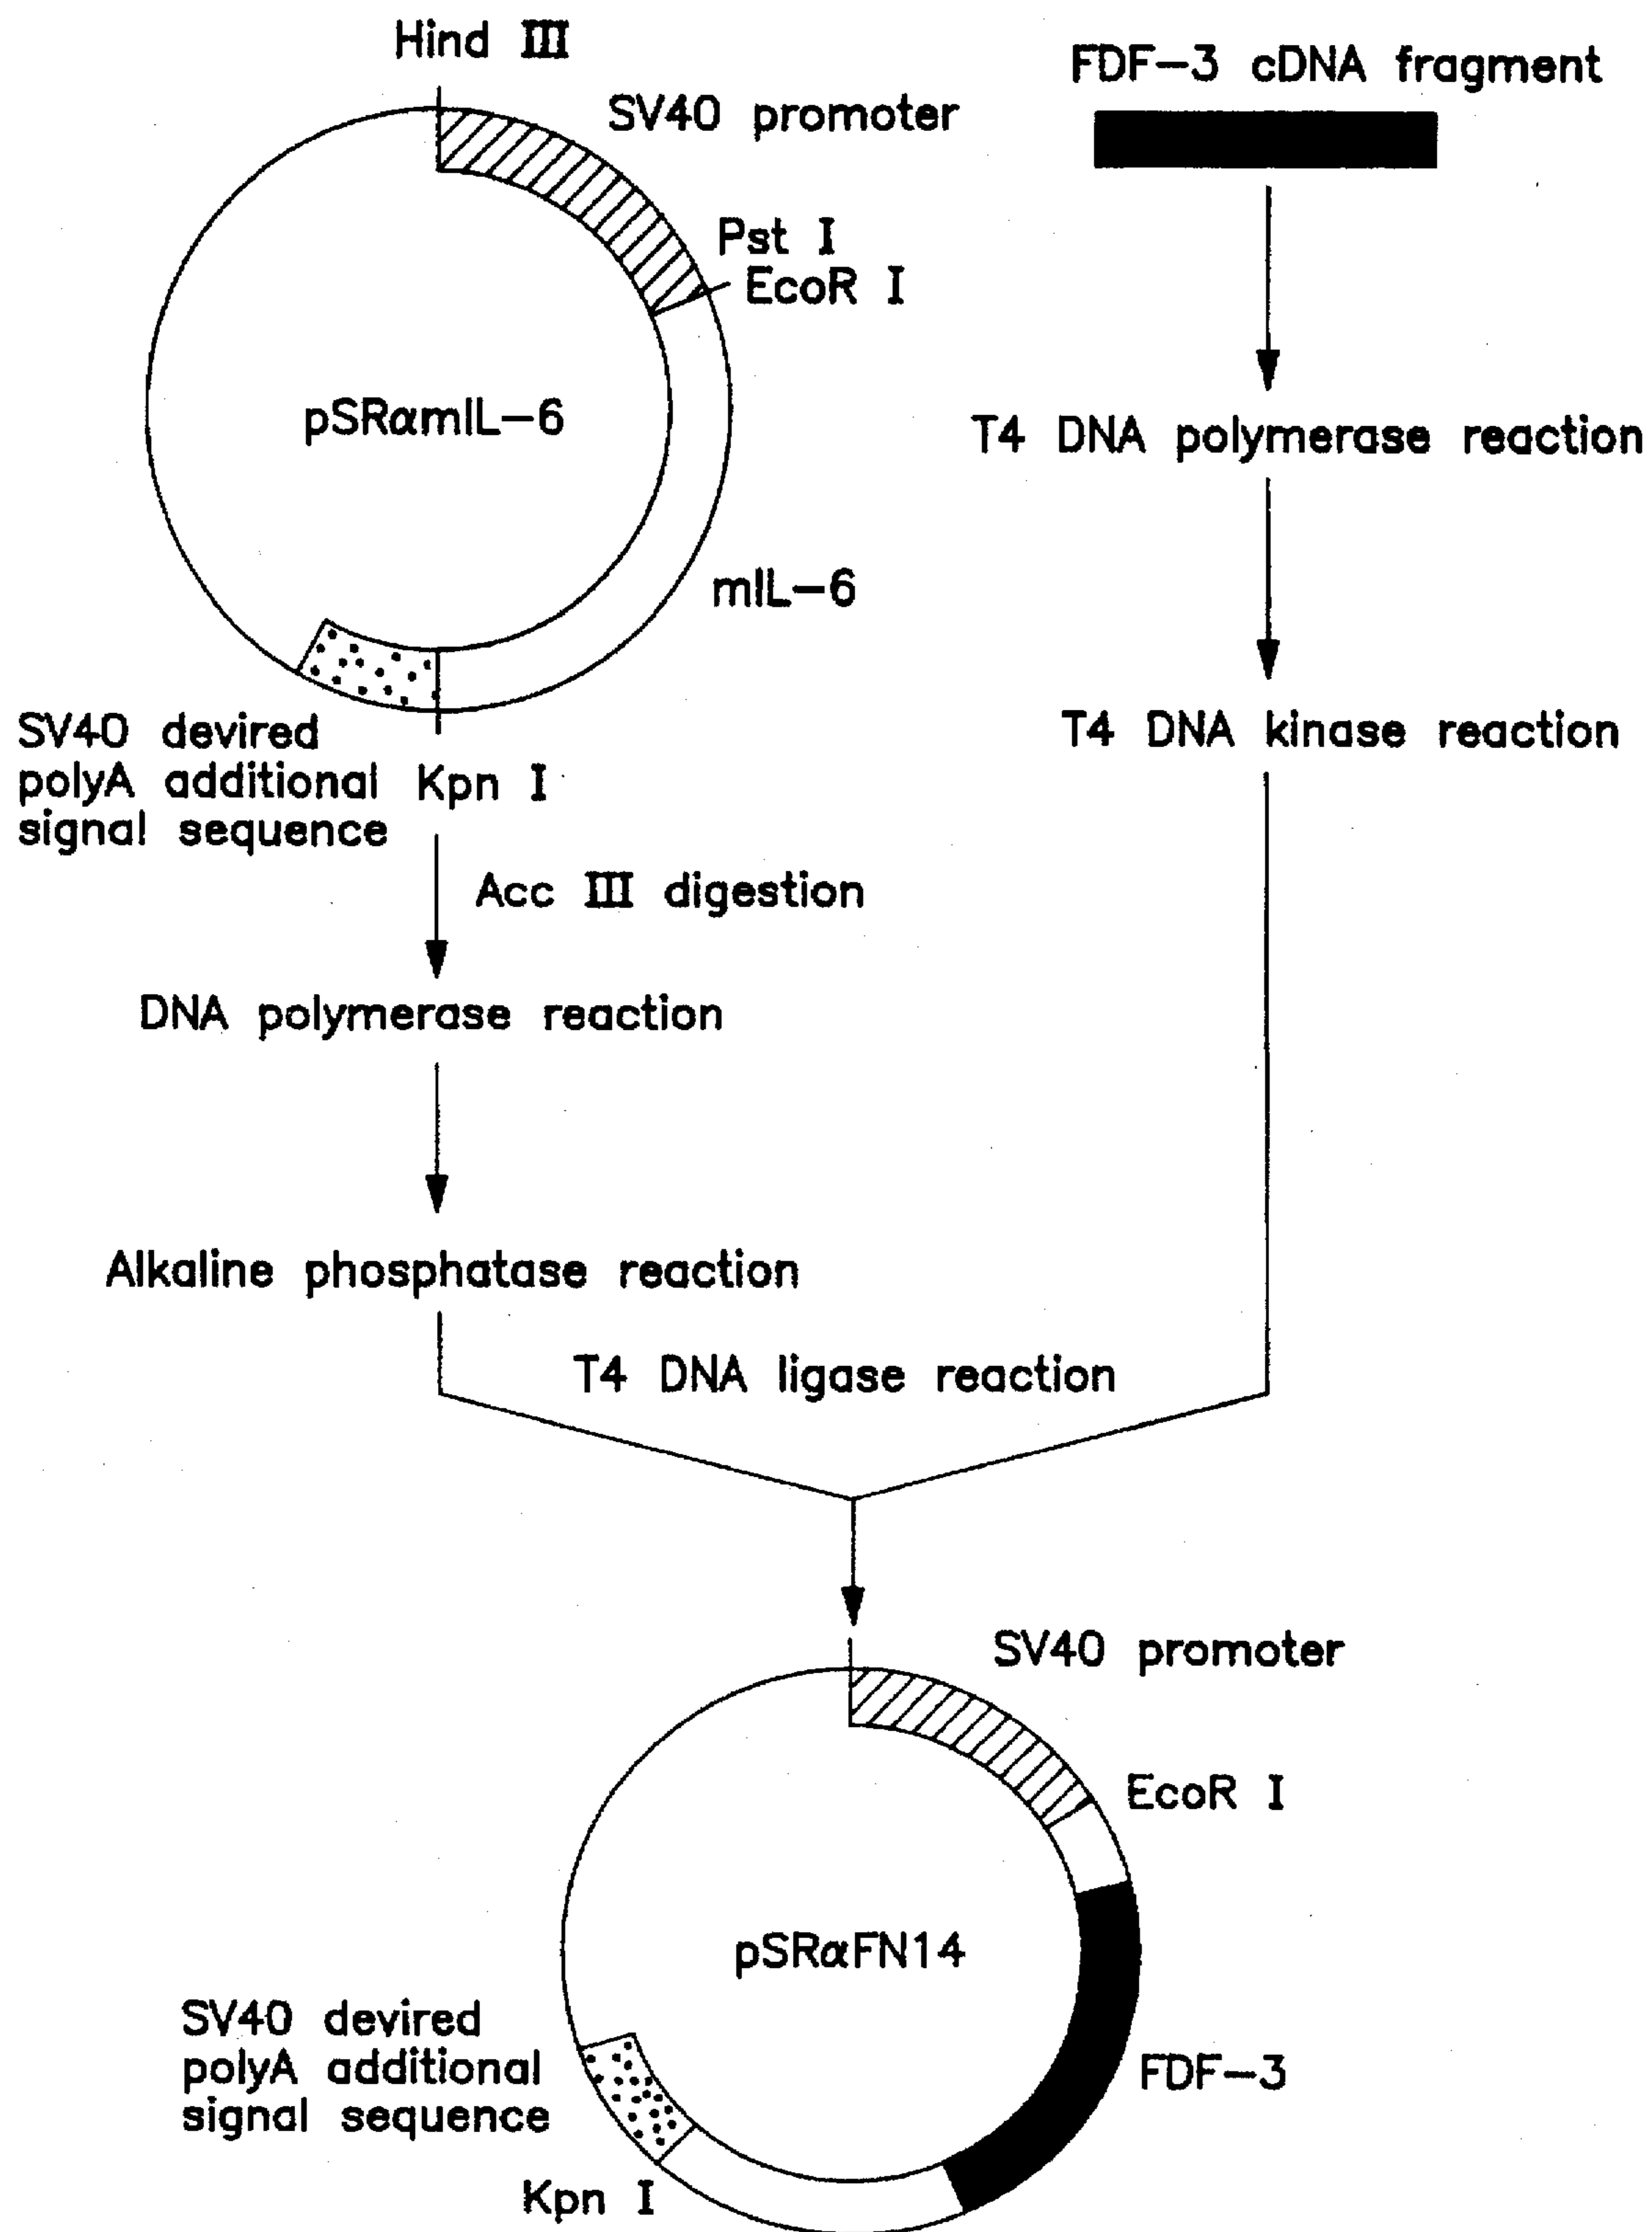 Hind III
SV40 promoter
FDF-3 cDNA fragment
Pst I
EcoR I
pSRαmIL-6
T4 DNA polymerase reaction
mIL-6
T4 DNA kinase reaction
SV40 devired
polyA additional
signal sequence
Kpn I
Acc III digestion
DNA polymerase reaction
Alkaline phosphatase reaction
T4 DNA ligase reaction
SV40 promoter
EcoR I
pSRαFN14
SV40 devired
polyA additional
signal sequence
FDF-3
Kpn I